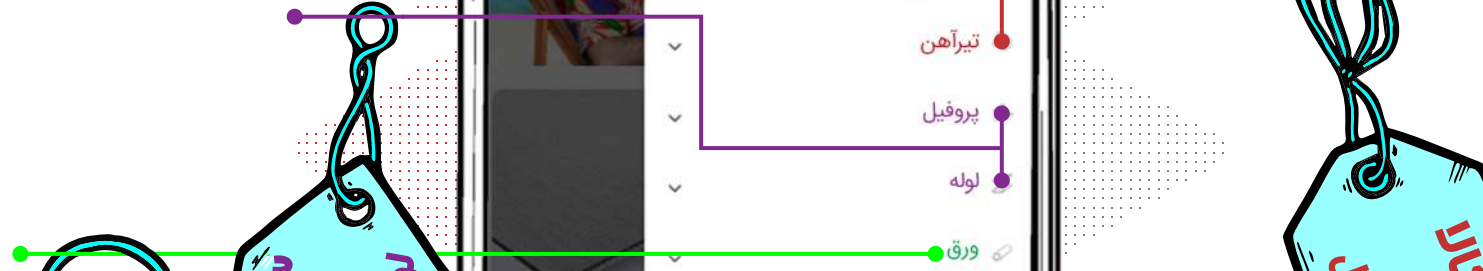 تیرآهن
پروفیل
لوله
ورق